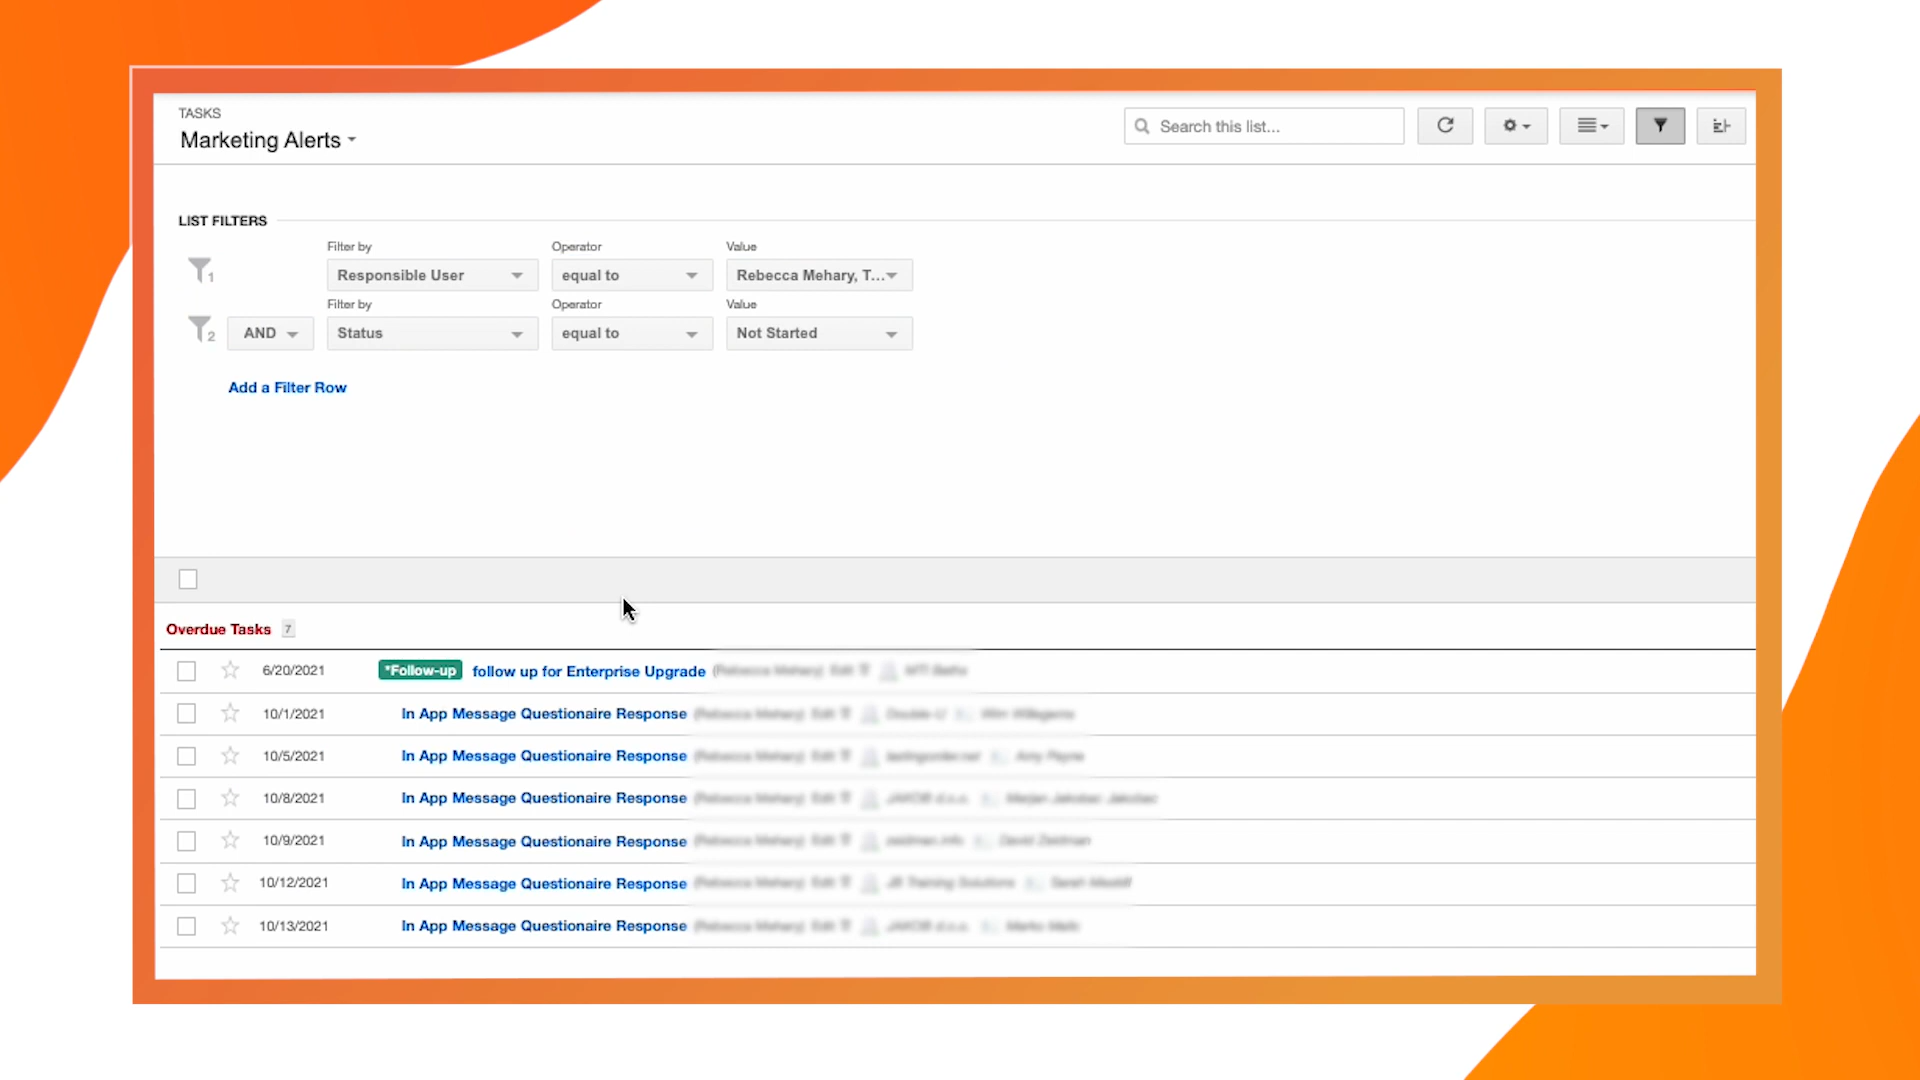 TASKS
Marketing Alerts
Search this list...
LIST FILTERS
Filter by Operator Value
1 Responsible User equal to Rebecca Mehary, T...
Filter by Operator Value
2 AND Status equal to Not Started
Add a Filter Row
Overdue Tasks 7
6/20/2021 *Follow-up follow up for Enterprise Upgrade
10/1/2021 In App Message Questionaire Response
10/5/2021 In App Message Questionaire Response
10/8/2021 In App Message Questionaire Response
10/9/2021 In App Message Questionaire Response
10/12/2021 In App Message Questionaire Response
10/13/2021 In App Message Questionaire Response